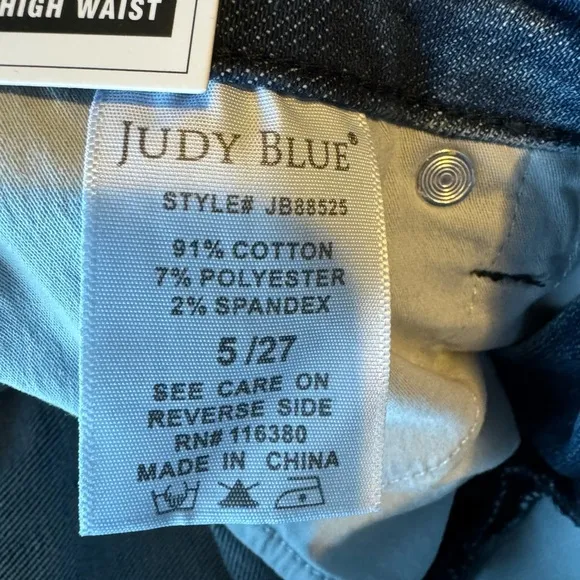 HIGH WAIST
JUDY BLUE®
STYLE# JB88525
91% COTTON
7% POLYESTER
2% SPANDEX
5 /27
SEE CARE ON
REVERSE SIDE
RN# 116380
MADE IN CHINA